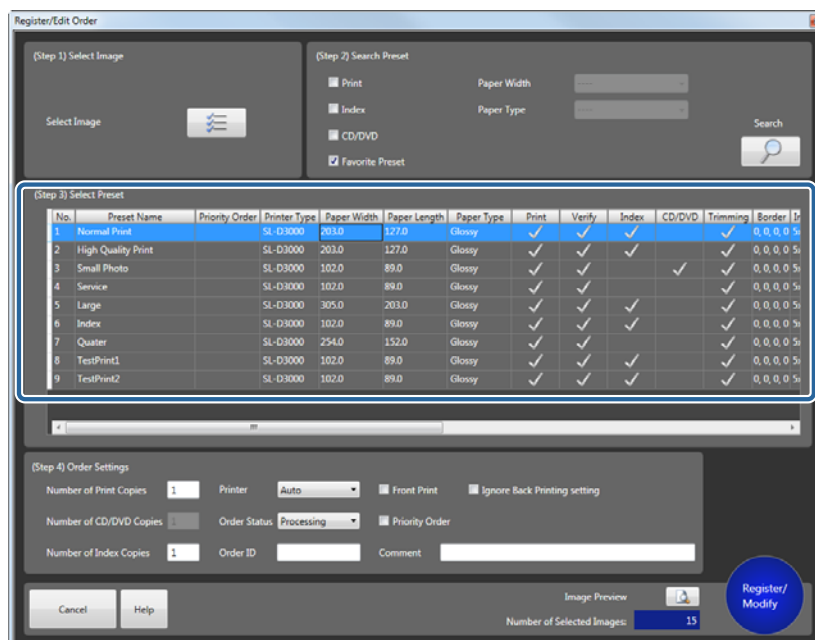 Register/Edit Order
(Step 1) Select Image
Select Image
(Step 2) Search Preset
Print
Index
CD/DVD
Favorite Preset
Paper Width
Paper Type
Search
(Step 3) Select Preset
No. Preset Name Priority Order Printer Type Paper Width Paper Length Paper Type Print Verify Index CD/DVD Trimming Border
1 Normal Print SL-D3000 203.0 127.0 Glossy 0, 0, 0, 0
2 High Quality Print SL-D3000 203.0 127.0 Glossy 0, 0, 0, 0
3 Small Photo SL-D3000 102.0 89.0 Glossy 0, 0, 0, 0
4 Service SL-D3000 102.0 89.0 Glossy 0, 0, 0, 0
5 Large SL-D3000 305.0 203.0 Glossy 0, 0, 0, 0
6 Index SL-D3000 102.0 89.0 Glossy 0, 0, 0, 0
7 Quater SL-D3000 254.0 152.0 Glossy 0, 0, 0, 0
8 TestPrint1 SL-D3000 102.0 89.0 Glossy 0, 0, 0, 0
9 TestPrint2 SL-D3000 102.0 89.0 Glossy 0, 0, 0, 0
(Step 4) Order Settings
Number of Print Copies 1 Printer Auto Front Print Ignore Back Printing setting
Number of CD/DVD Copies 1 Order Status Processing Priority Order
Number of Index Copies 1 Order ID Comment
Cancel
Help
Image Preview
Number of Selected Images: 15
Register/
Modify